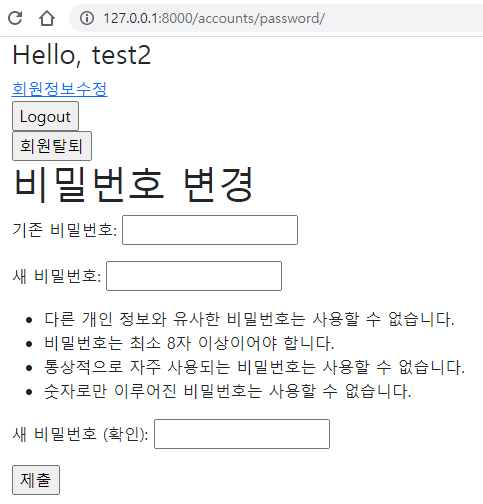 127.0.0.1:8000/accounts/password/
Hello, test2
회원정보수정
Logout
회원탈퇴
비밀번호 변경
기존 비밀번호:
새 비밀번호:
다른 개인 정보와 유사한 비밀번호는 사용할 수 없습니다.
비밀번호는 최소 8자 이상이어야 합니다.
통상적으로 자주 사용되는 비밀번호는 사용할 수 없습니다.
숫자로만 이루어진 비밀번호는 사용할 수 없습니다.
새 비밀번호 (확인):
제출